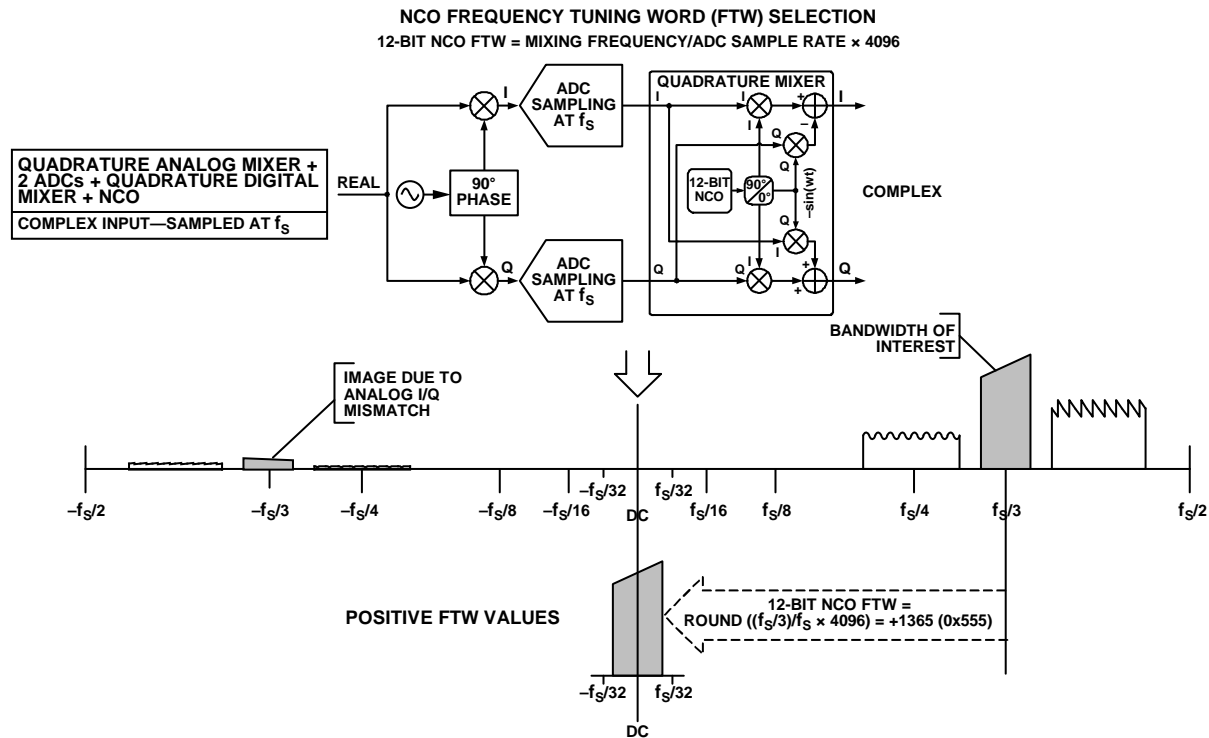 NCO FREQUENCY TUNING WORD (FTW) SELECTION
12-BIT NCO FTW = MIXING FREQUENCY/ADC SAMPLE RATE × 4096
QUADRATURE ANALOG MIXER +
2 ADCs + QUADRATURE DIGITAL
MIXER + NCO
COMPLEX INPUT—SAMPLED AT fS
REAL
90°
PHASE
I
ADC
SAMPLING
AT fS
Q
ADC
SAMPLING
AT fS
QUADRATURE MIXER
I
I
+
I
I
–
Q
Q
12-BIT
NCO
90°
0°
–sin(wt)
Q
I
I
+
Q
Q
+
Q
COMPLEX
BANDWIDTH OF
INTEREST
IMAGE DUE TO
ANALOG I/Q
MISMATCH
–fS/2
–fS/3
–fS/4
–fS/8
–fS/16
–fS/32
DC
fS/32
fS/16
fS/8
fS/4
fS/3
fS/2
POSITIVE FTW VALUES
12-BIT NCO FTW =
ROUND ((fS/3)/fS × 4096) = +1365 (0x555)
–fS/32
fS/32
DC